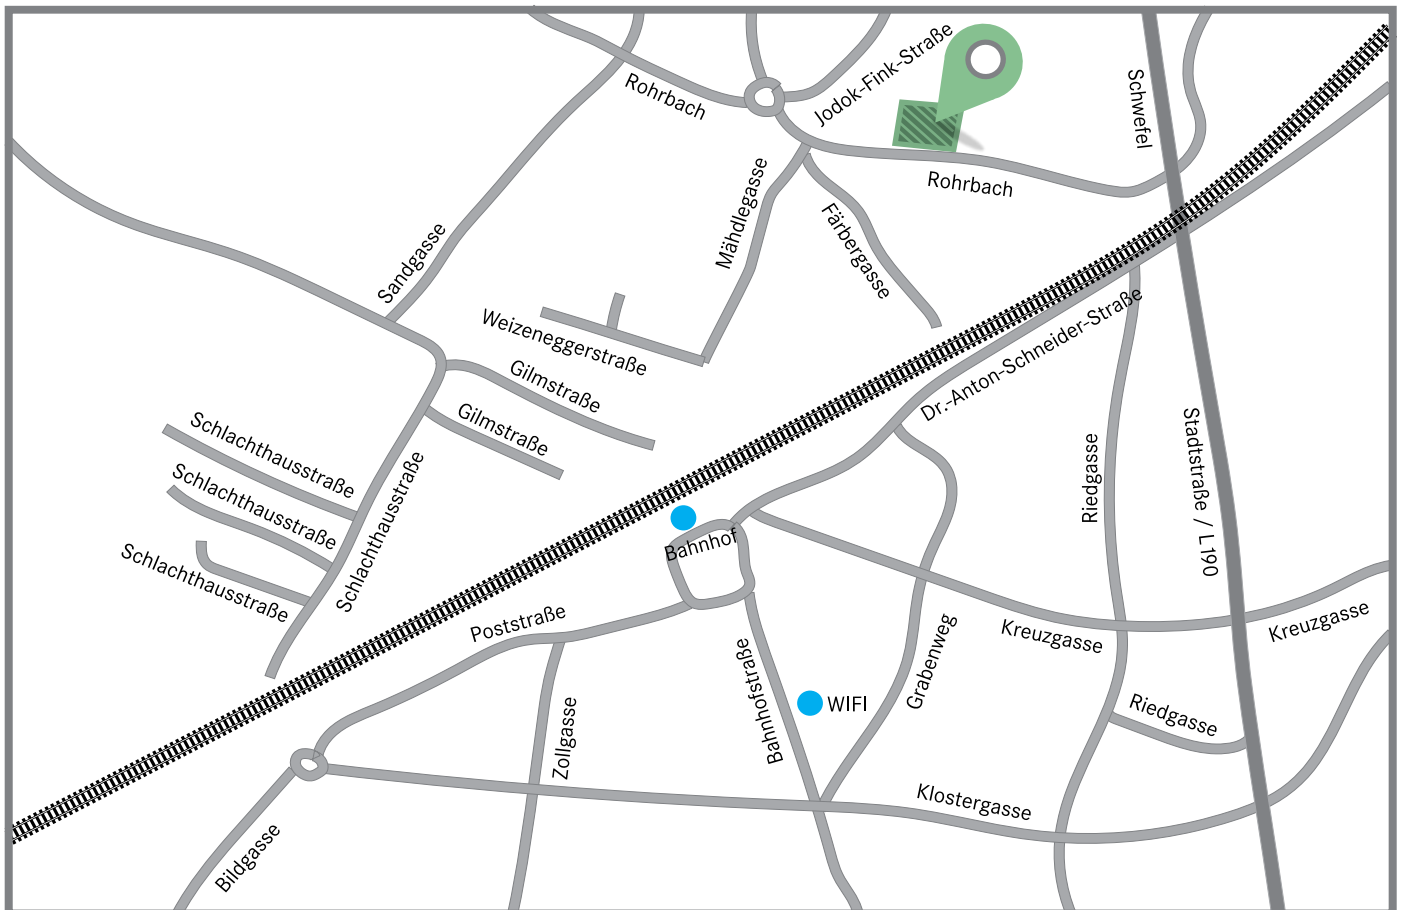 Jodok-Fink-Straße
Rohrbach
Schwefel
Rohrbach
Mähdlegasse
Färbergasse
Sandgasse
Weizeneggerstraße
Dr.-Anton-Schneider-Straße
Gilmstraße
Gilmstraße
Schlachthausstraße
Schlachthausstraße
Schlachthausstraße
Schlachthausstraße
Riedgasse
Stadtstraße / L190
Bahnhof
Poststraße
Kreuzgasse
Kreuzgasse
Grabenweg
Bahnhofstraße
WIFI
Riedgasse
Zollgasse
Klostergasse
Bildgasse